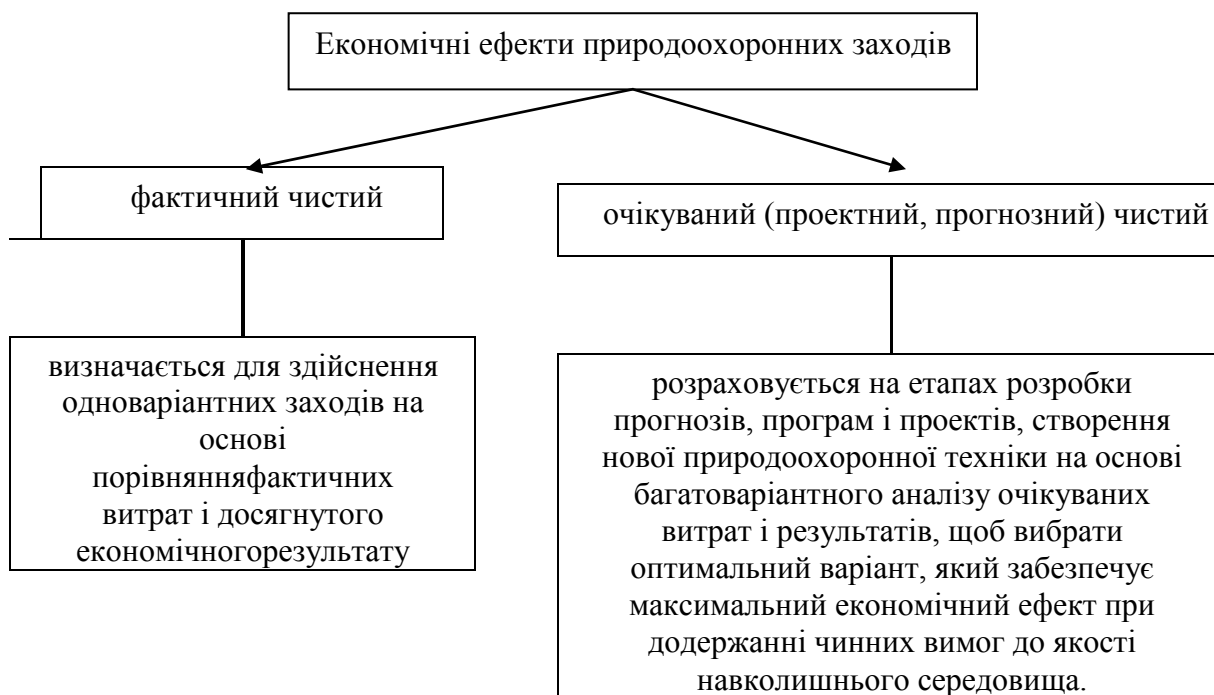 Економічні ефекти природоохоронних заходів
фактичний чистий
очікуваний (проектний, прогнозний) чистий
визначається для здійснення
одноваріантних заходів на
основі
порівнянняфактичних
витрат і досягнутого
економічногорезультату
розраховується на етапах розробки
прогнозів, програм і проектів, створення
нової природоохоронної техніки на основі
багатоваріантного аналізу очікуваних
витрат і результатів, щоб вибрати
оптимальний варіант, який забезпечує
максимальний економічний ефект при
додержанні чинних вимог до якості
навколишнього середовища.